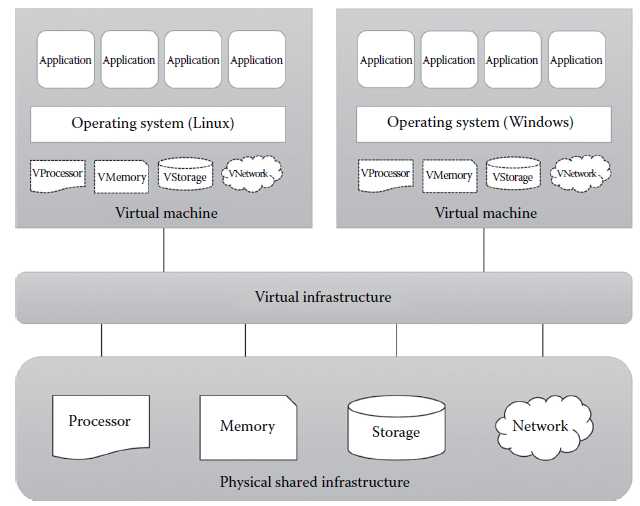 Application Application Application Application
Application Application Application Application
Operating system (Linux)
Operating system (Windows)
VProcessor VMemory VStorage VNetwork
VProcessor VMemory VStorage VNetwork
Virtual machine
Virtual machine
Virtual infrastructure
Processor Memory Storage Network
Physical shared infrastructure